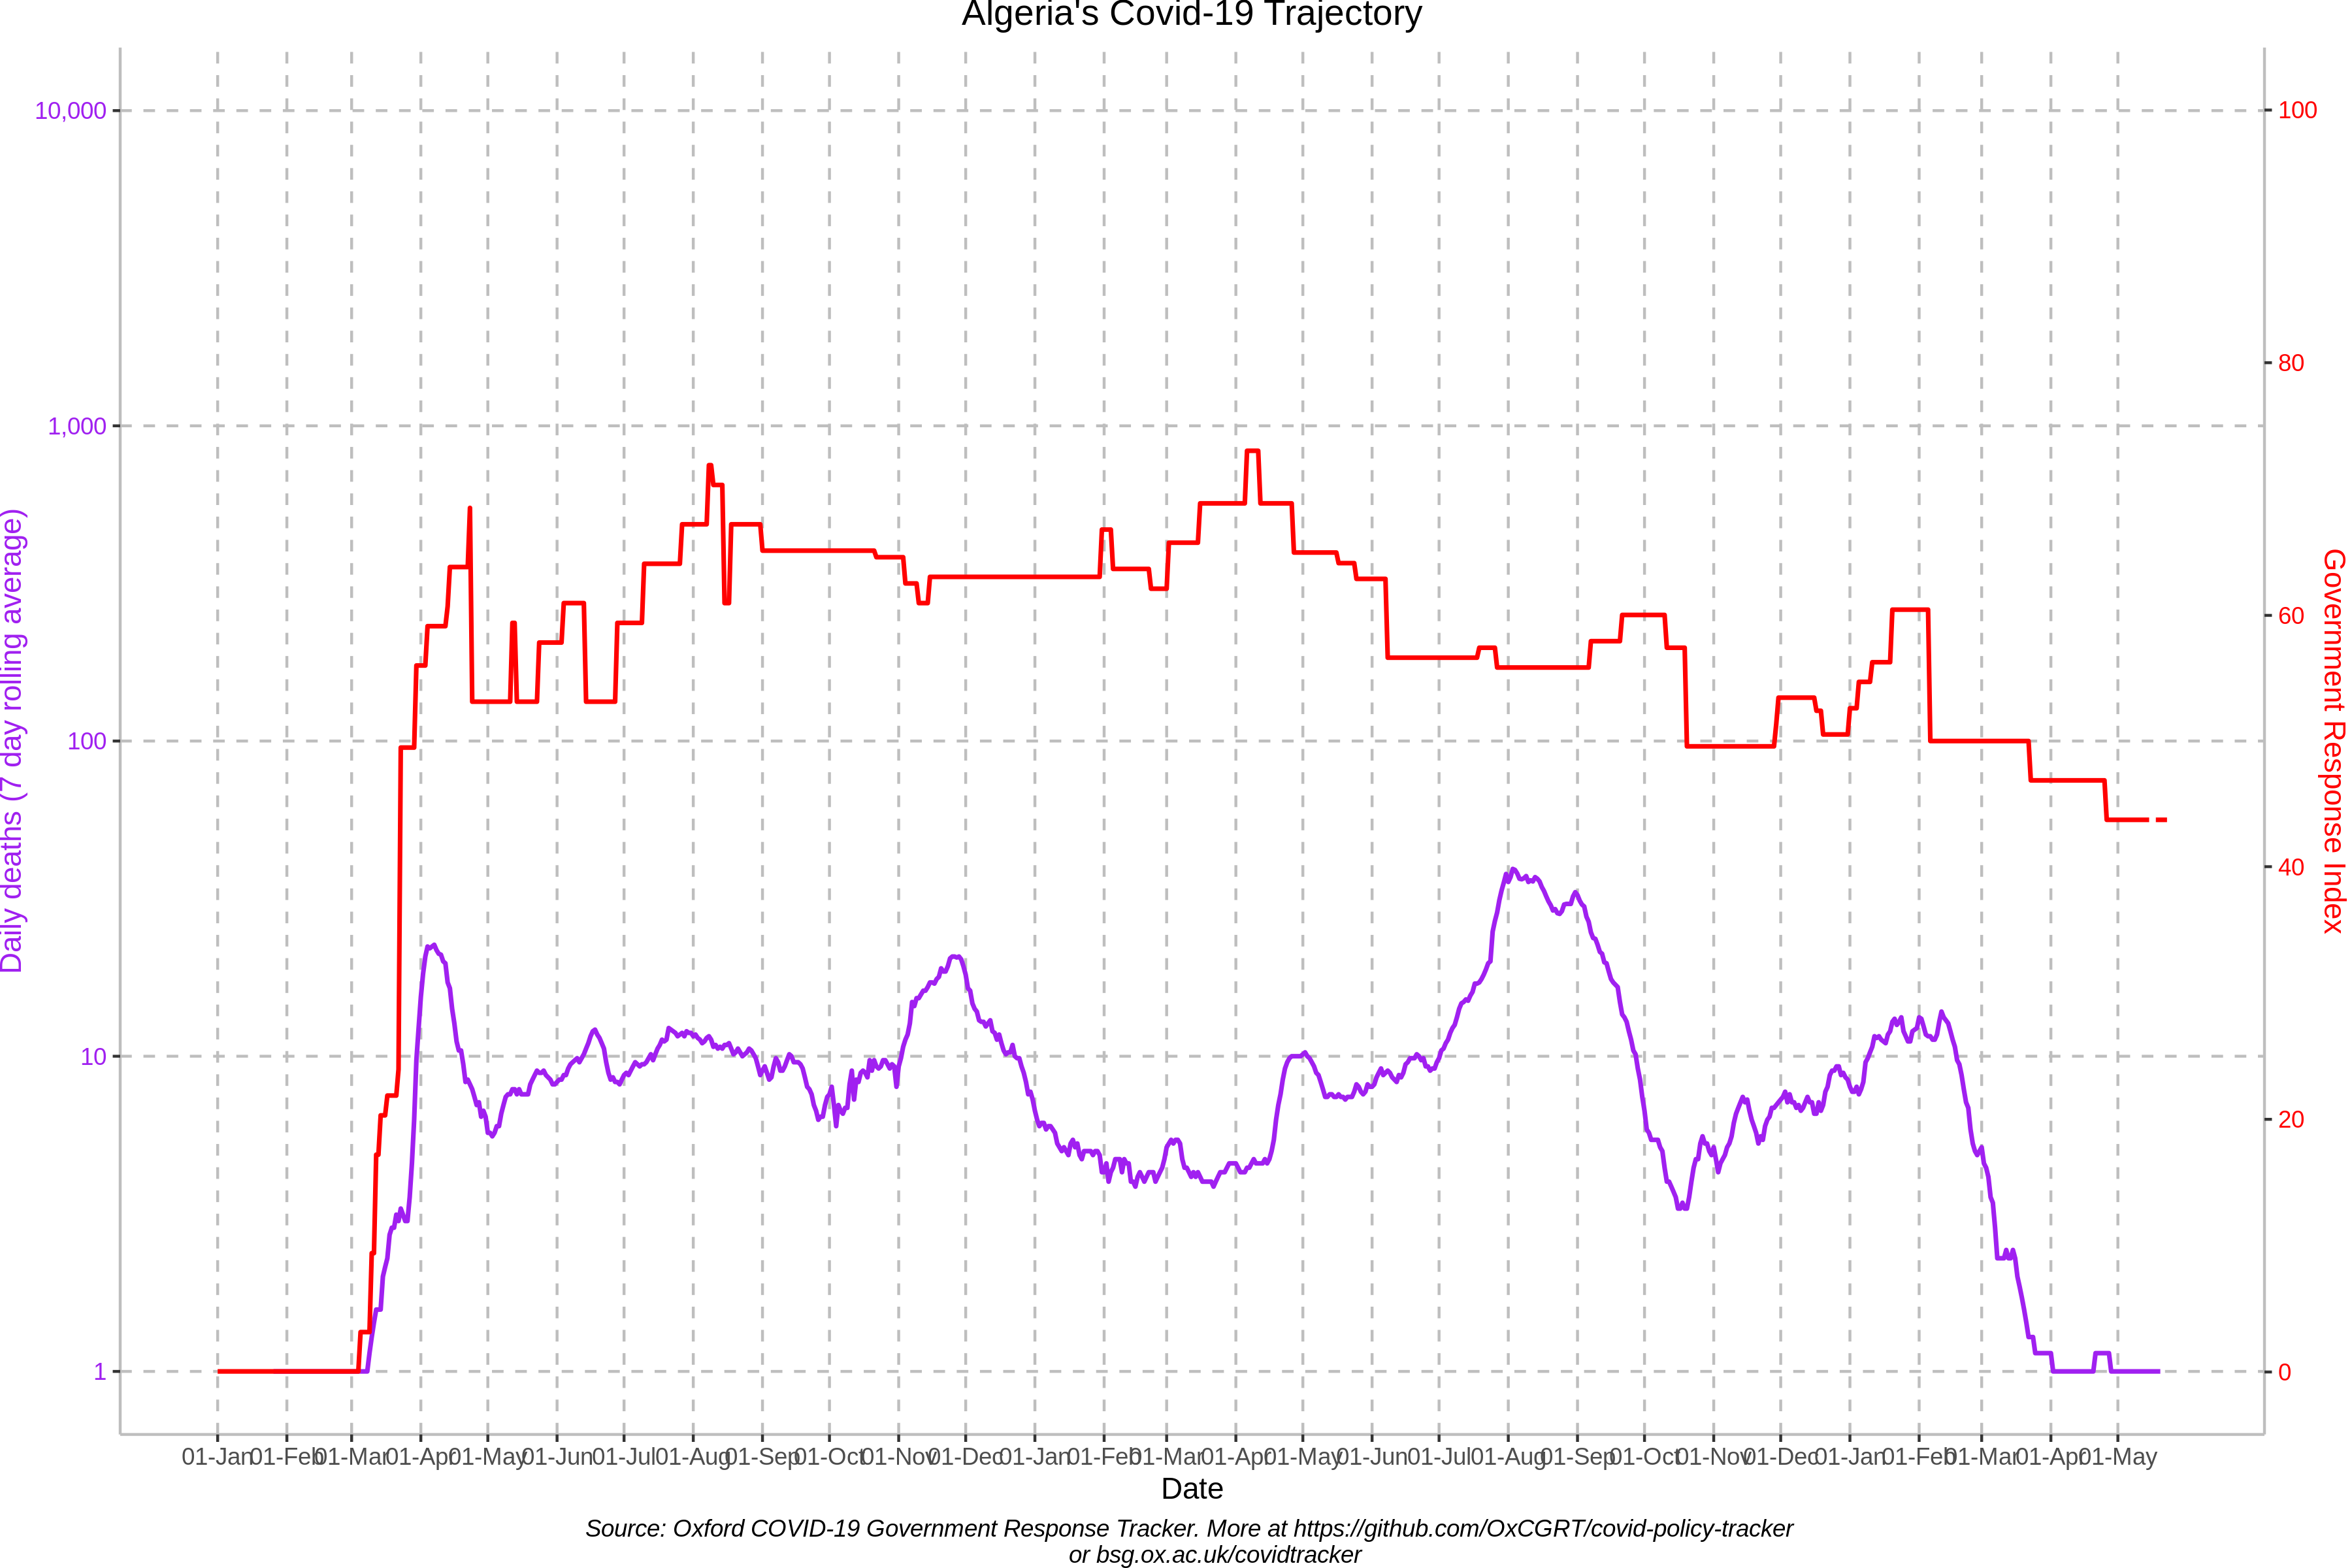 Algeria's Covid-19 Trajectory
10,000
1,000
100
10
1
Daily deaths (7 day rolling average)
100
80
60
40
20
0
Government Response Index
01-Jan 01-Feb 01-Mar 01-Apr 01-May 01-Jun 01-Jul 01-Aug 01-Sep 01-Oct 01-Nov 01-Dec 01-Jan 01-Feb 01-Mar 01-Apr 01-May 01-Jun 01-Jul 01-Aug 01-Sep 01-Oct 01-Nov 01-Dec 01-Jan 01-Feb 01-Mar 01-Apr 01-May
Date
Source: Oxford COVID-19 Government Response Tracker. More at https://github.com/OxCGRT/covid-policy-tracker
or bsg.ox.ac.uk/covidtracker